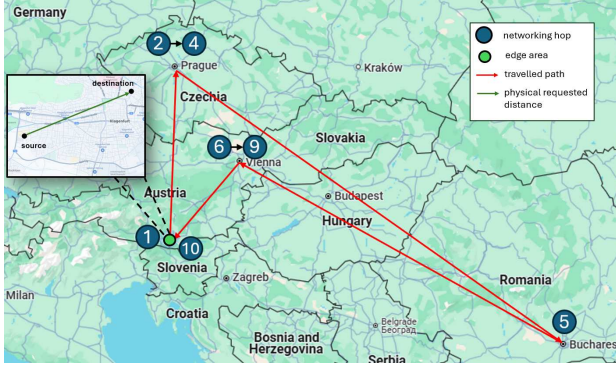 Germany
2 4
Prague
Kraków
networking hop
edge area
travelled path
physical requested
distance
destination
source
Klagenfurt
Czechia
6 9
Vienna
Slovakia
Austria
Budapest
Hungary
1
10
Slovenia
Zagreb
Romania
Milan
Croatia
5
Belgrade
Београд
Buchares
Bosnia and
Herzegovina
Serbia